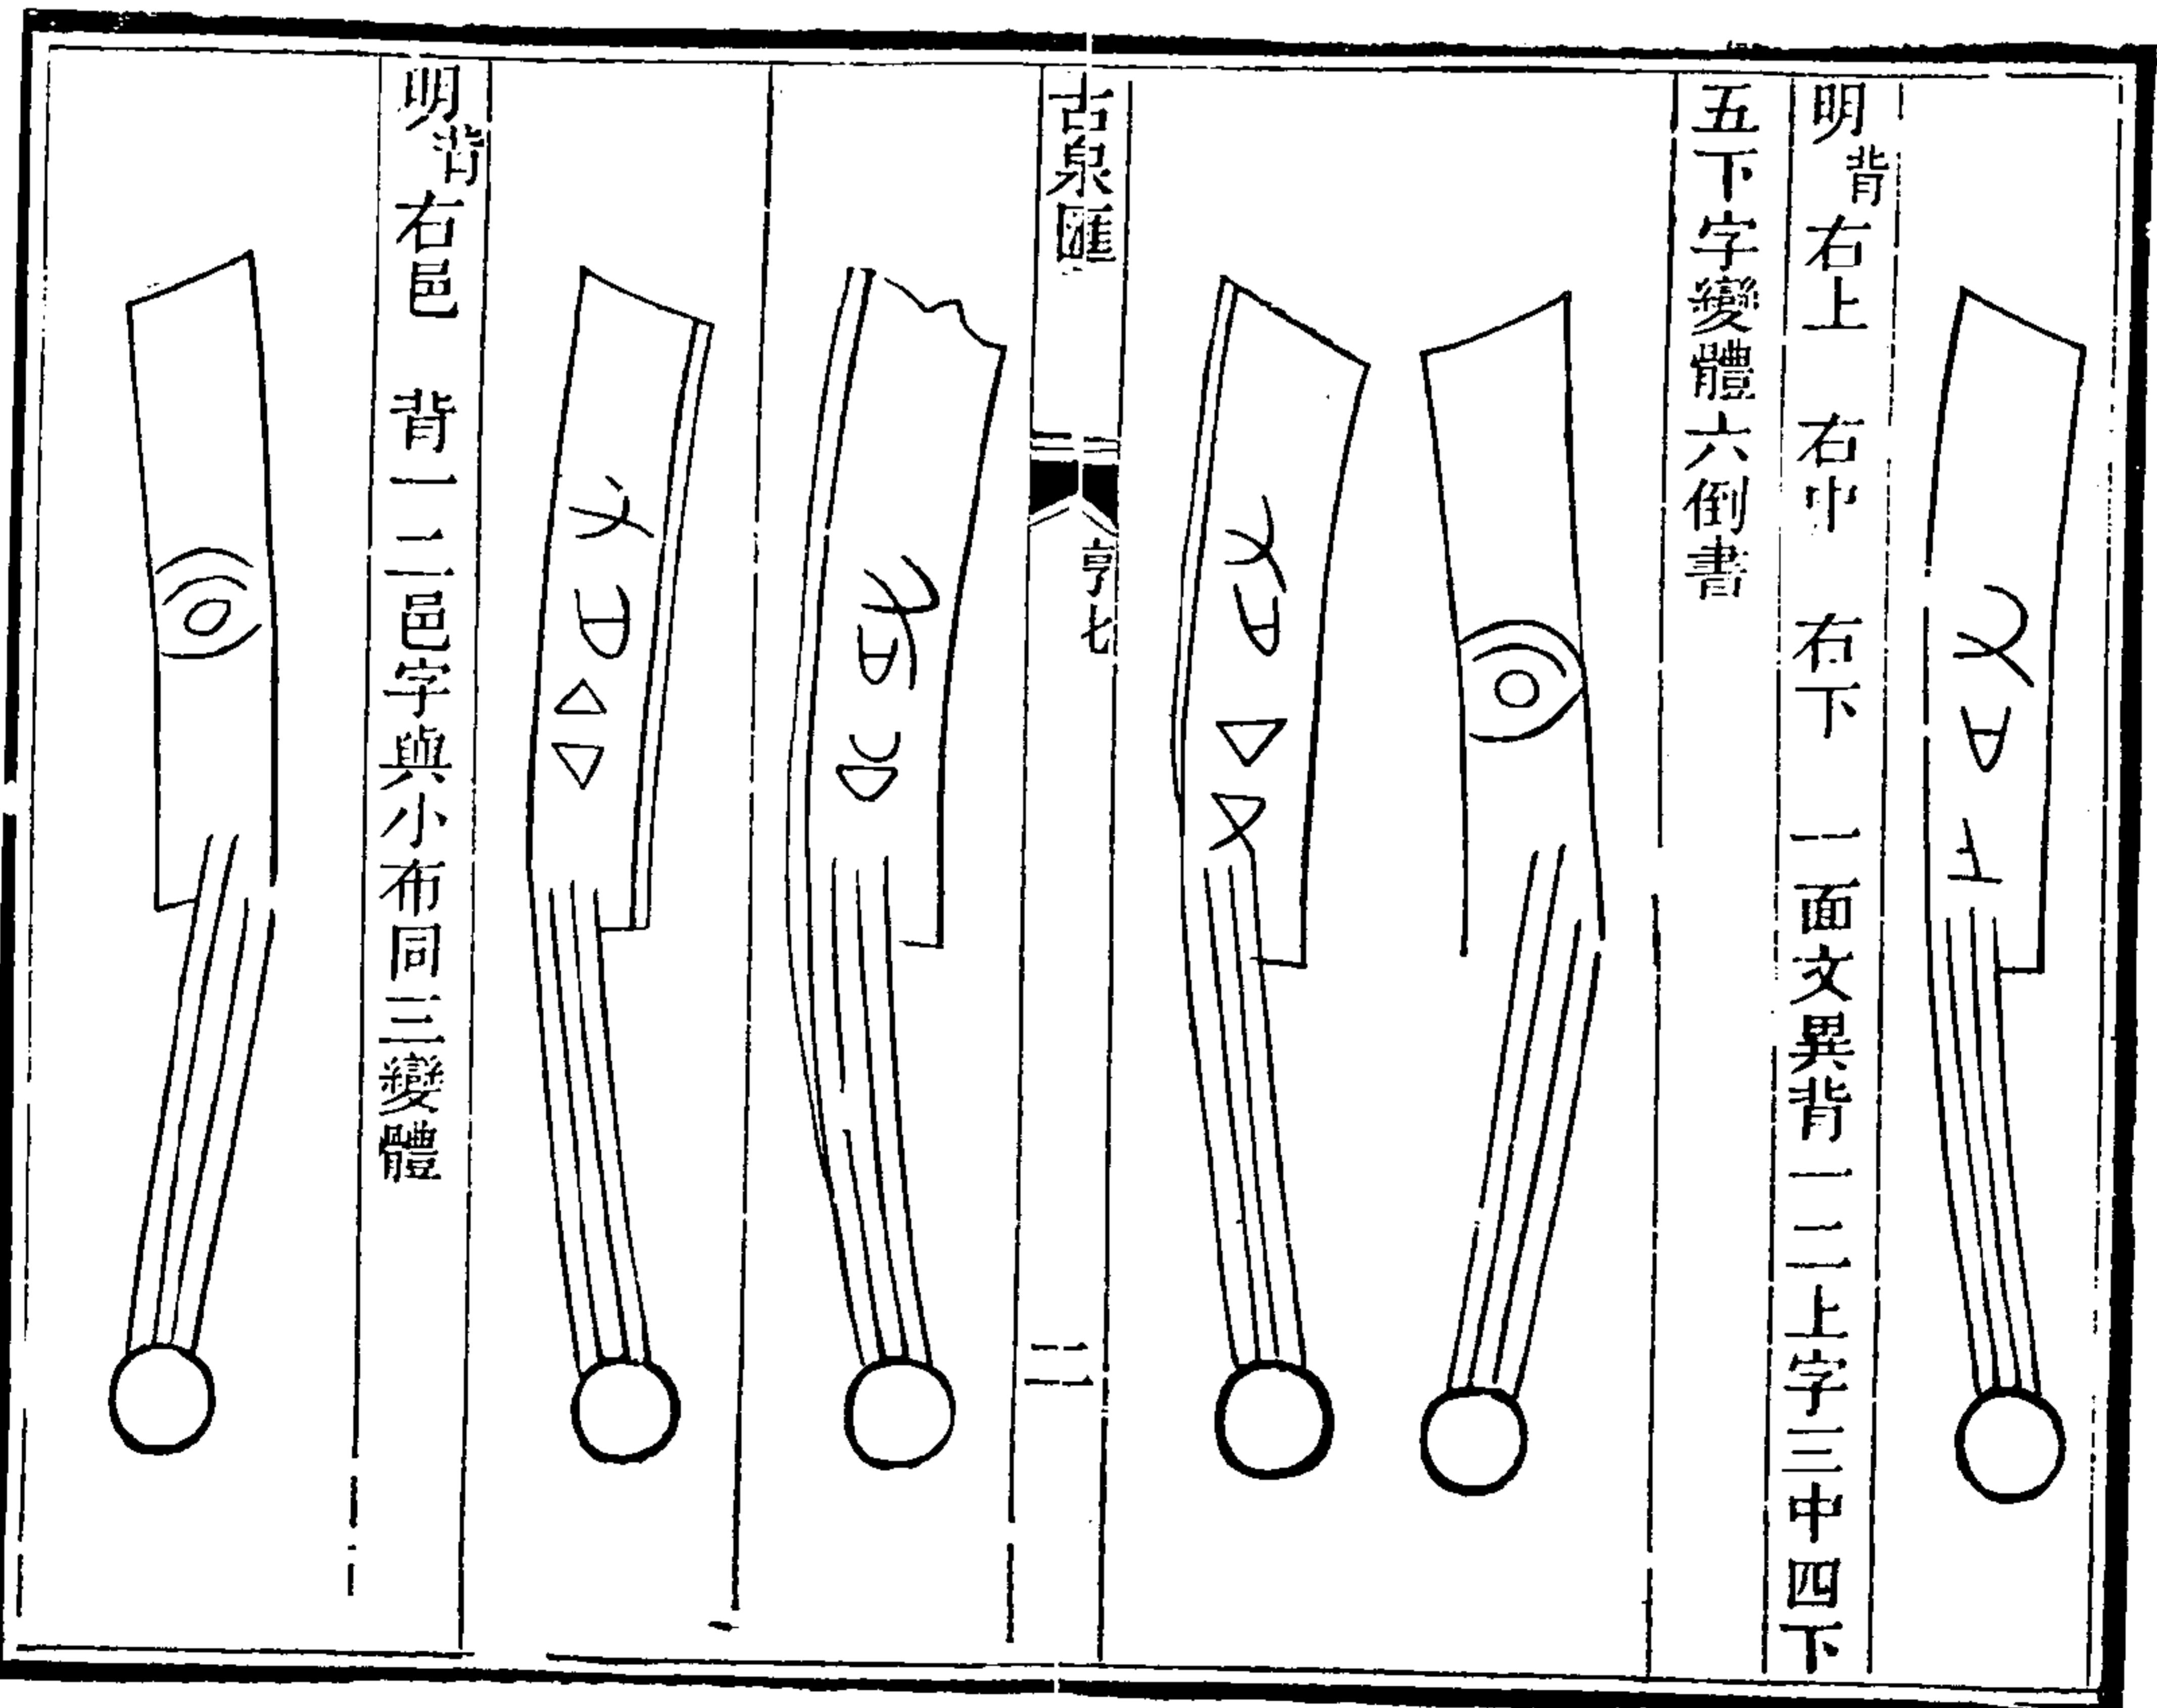 明背右上 右中 右下 一面文異背一二上字三中四下
五下字變體六倒書
古泉匯
亨七
二
明背右邑 背一二邑字與小布同三變體